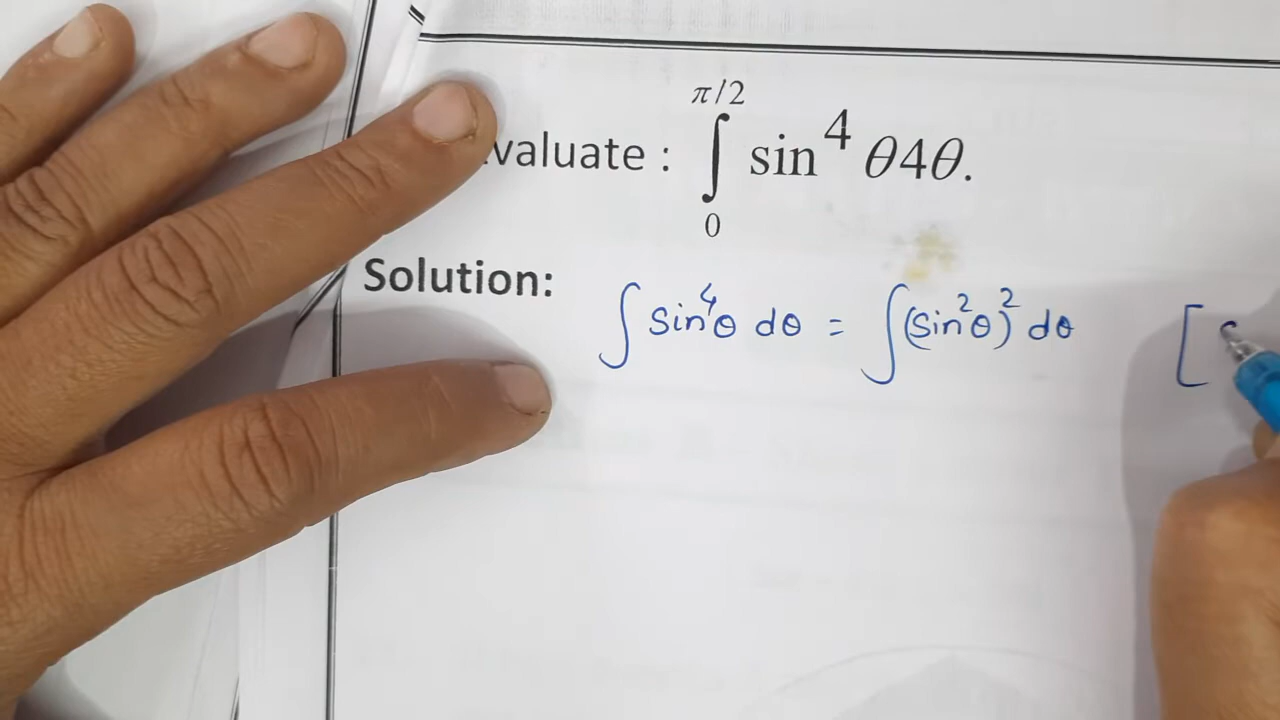 valuate : ∫₀^{π/2} sin⁴ θ4θ.
Solution: ∫ sin⁴θ dθ = ∫(sin²θ)² dθ [